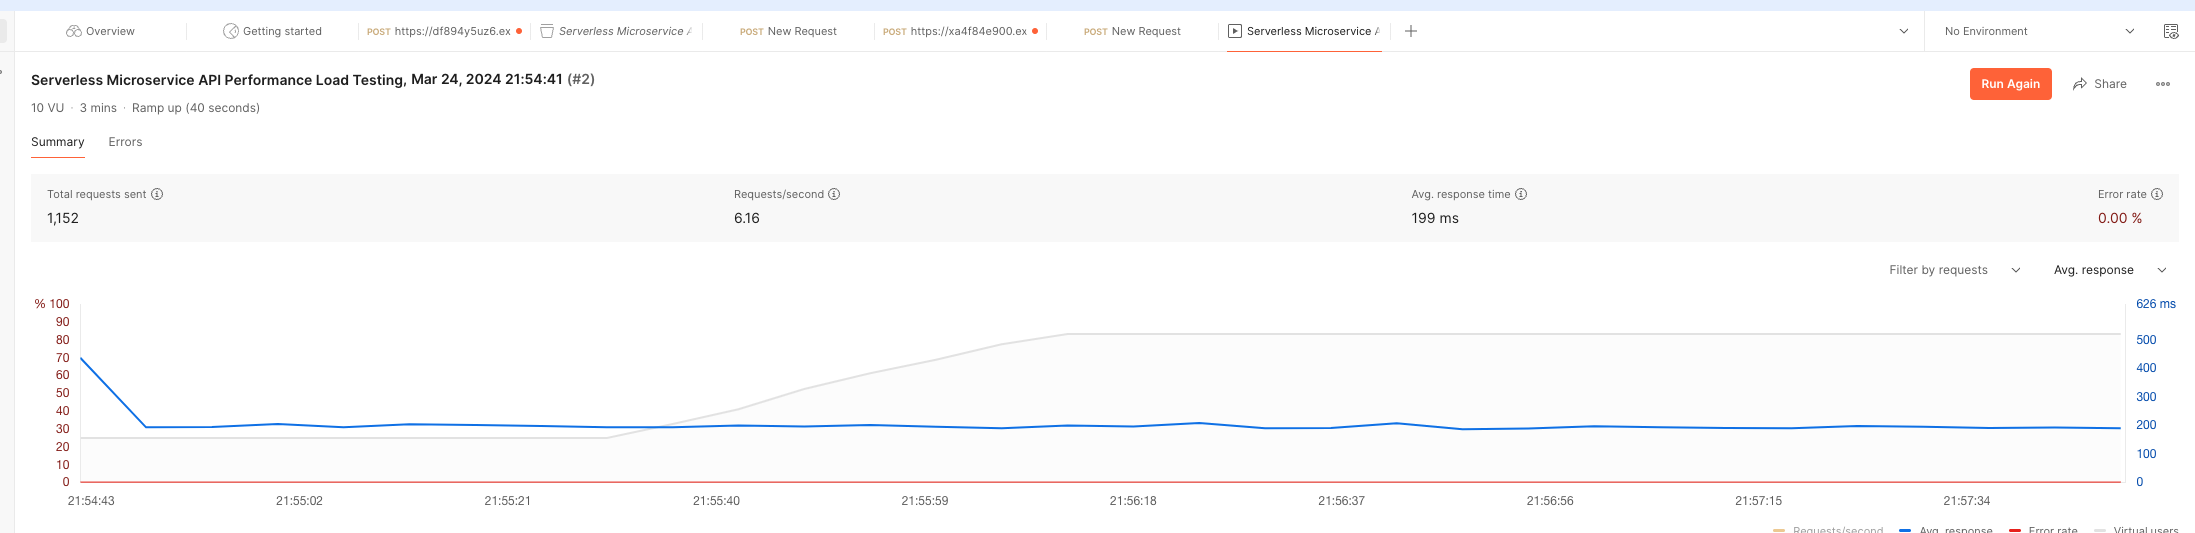 Overview
Getting started
POST https://df894y5uz6.ex
Serverless Microservice A
POST New Request
POST https://xa4f84e900.ex
POST New Request
Serverless Microservice A
No Environment
Serverless Microservice API Performance Load Testing, Mar 24, 2024 21:54:41 (#2)
Run Again
Share
10 VU · 3 mins · Ramp up (40 seconds)
Summary
Errors
Total requests sent
Requests/second
Avg. response time
Error rate
1,152
6.16
199 ms
0.00 %
Filter by requests
Avg. response
% 100
90
80
70
60
50
40
30
20
10
0
626 ms
500
400
300
200
100
0
21:54:43
21:55:02
21:55:21
21:55:40
21:55:59
21:56:18
21:56:37
21:56:56
21:57:15
21:57:34
Requests/second
Avg. response
Error rate
Virtual users